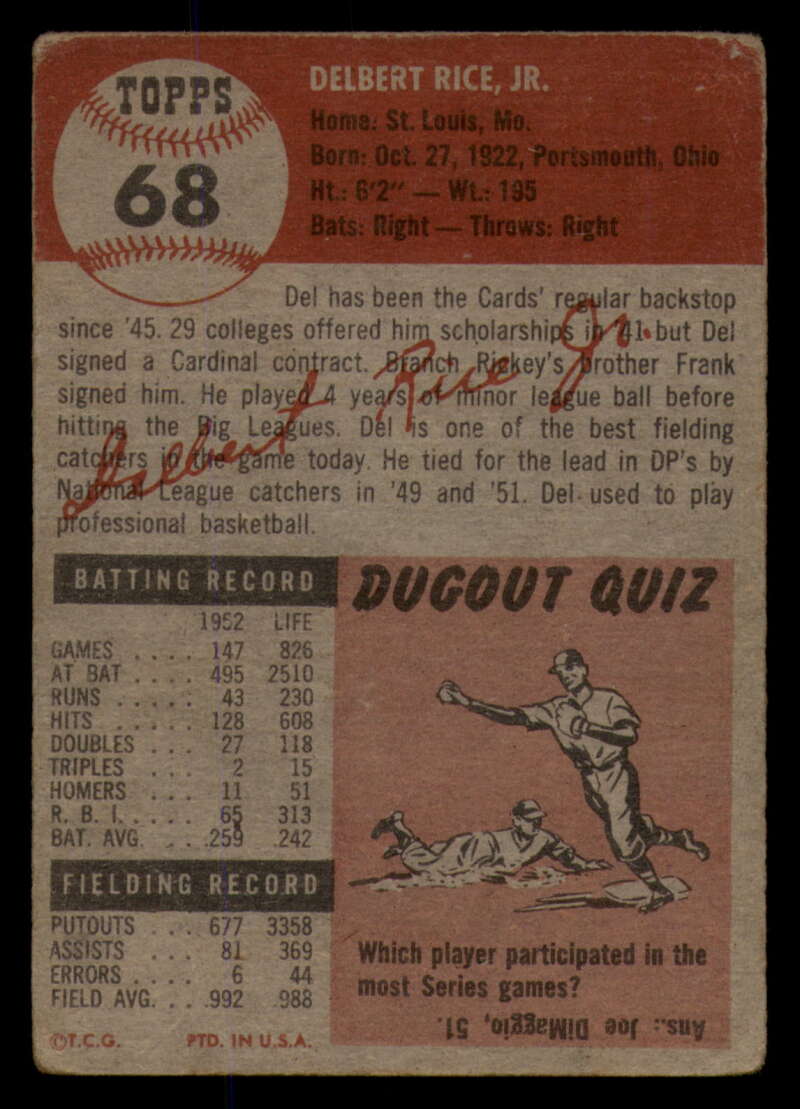 TOPPS
68
DELBERT RICE, JR.
Home: St. Louis, Mo.
Born: Oct. 27, 1922, Portsmouth, Ohio
Ht.: 6'2" — Wt.: 195
Bats: Right — Throws: Right
Del has been the Cards' regular backstop
since '45. 29 colleges offered him scholarships in '41 but Del
signed a Cardinal contract. Branch Rickey's brother Frank
signed him. He played 4 years of minor league ball before
hitting the Big Leagues. Del is one of the best fielding
catchers in the game today. He tied for the lead in DP's by
National League catchers in '49 and '51. Del used to play
professional basketball.
Delbert Rice Jr.
BATTING RECORD
1952 LIFE
GAMES .... 147 826
AT BAT .... 495 2510
RUNS ..... 43 230
HITS ..... 128 608
DOUBLES ... 27 118
TRIPLES ... 2 15
HOMERS ... 11 51
R. B. I. .... 65 313
BAT. AVG. ... .259 .242
FIELDING RECORD
PUTOUTS ... 677 3358
ASSISTS ... 81 369
ERRORS .... 6 44
FIELD AVG. .. .992 .988
©T.C.G. PTD. IN U.S.A.
DUGOUT QUIZ
Which player participated in the
most Series games?
Ans.: Joe DiMaggio, 51.